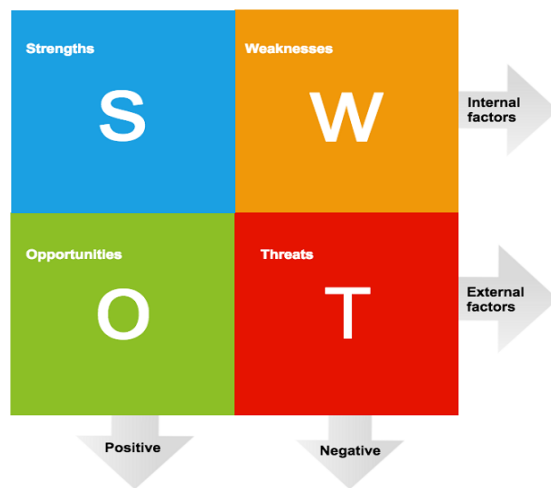 Strengths
Weaknesses
S
W
Internal
factors
Opportunities
Threats
O
T
External
factors
Positive
Negative